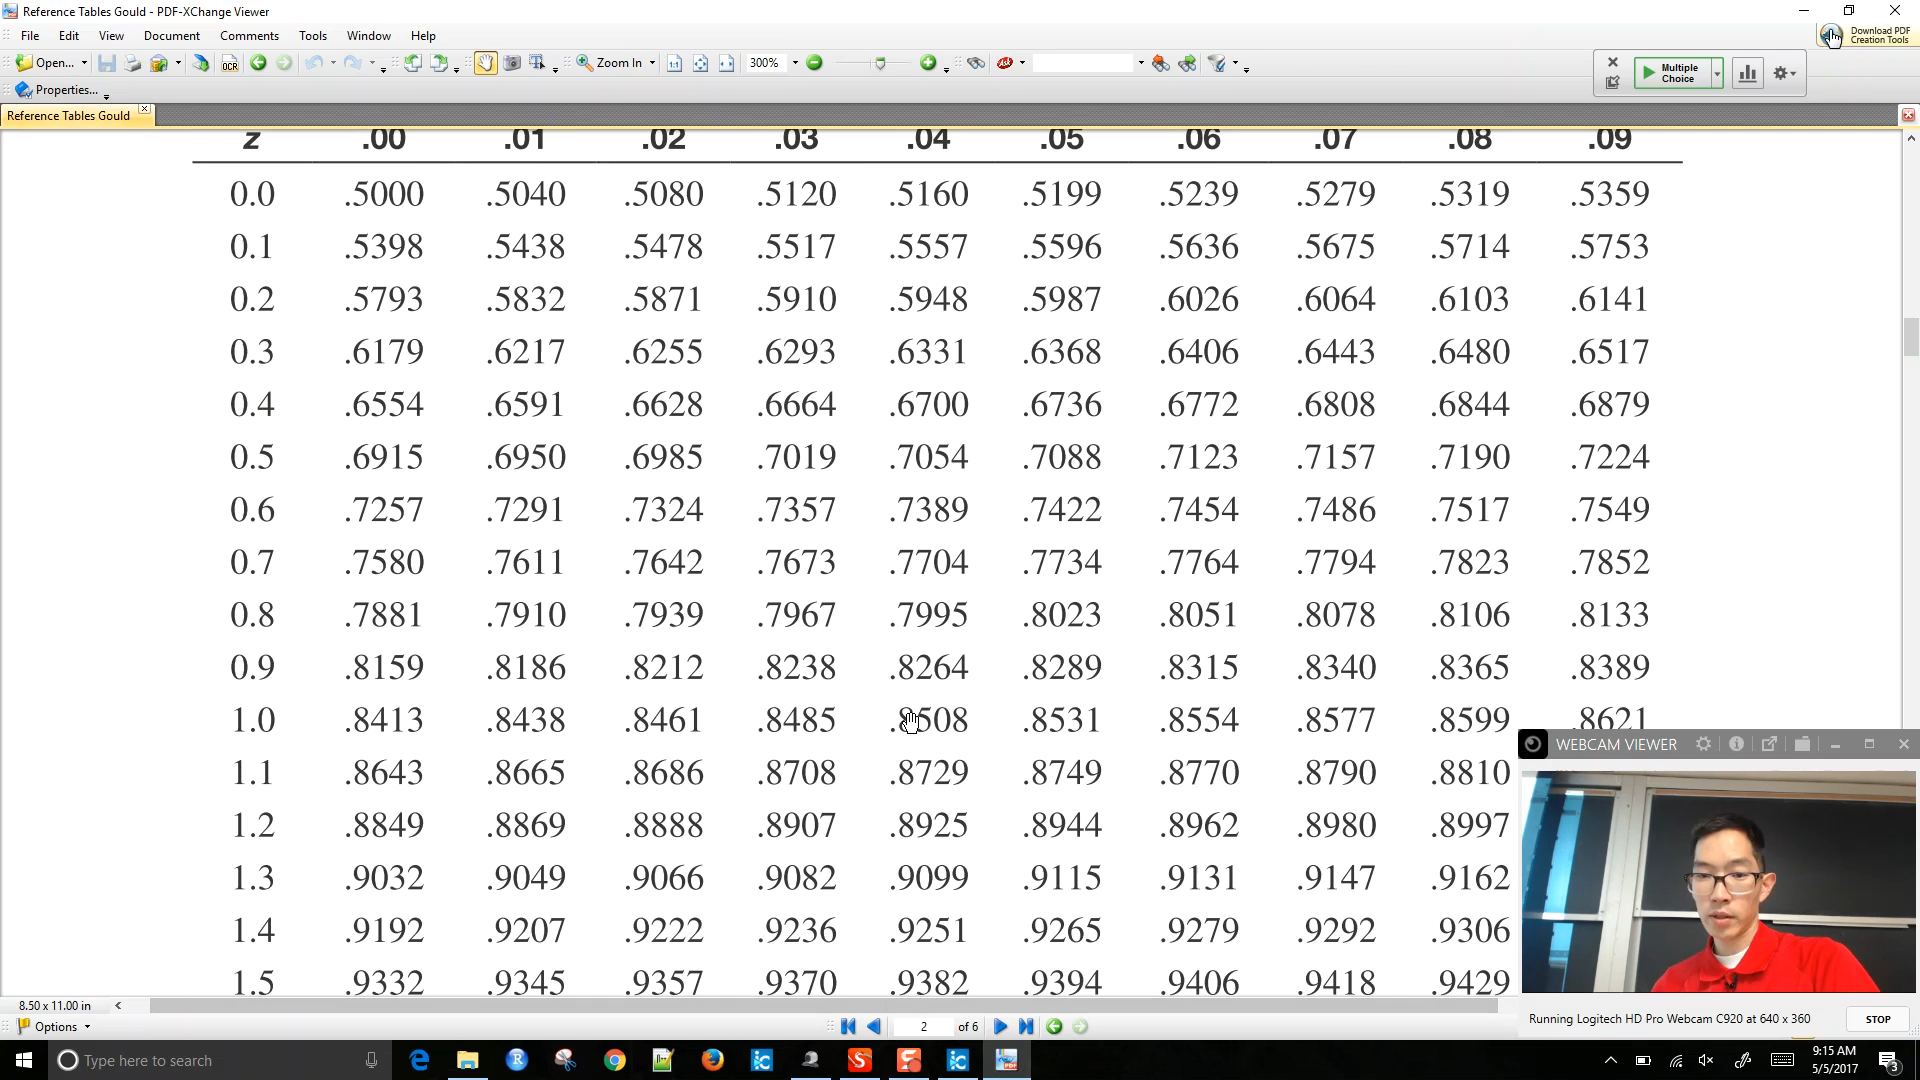 Reference Tables Gould - PDF-XChange Viewer
File Edit View Document Comments Tools Window Help
Download PDF
Creation Tools
Open... OCR Zoom In 300%
Multiple
Choice
Properties...
Reference Tables Gould
z .00 .01 .02 .03 .04 .05 .06 .07 .08 .09
0.0 .5000 .5040 .5080 .5120 .5160 .5199 .5239 .5279 .5319 .5359
0.1 .5398 .5438 .5478 .5517 .5557 .5596 .5636 .5675 .5714 .5753
0.2 .5793 .5832 .5871 .5910 .5948 .5987 .6026 .6064 .6103 .6141
0.3 .6179 .6217 .6255 .6293 .6331 .6368 .6406 .6443 .6480 .6517
0.4 .6554 .6591 .6628 .6664 .6700 .6736 .6772 .6808 .6844 .6879
0.5 .6915 .6950 .6985 .7019 .7054 .7088 .7123 .7157 .7190 .7224
0.6 .7257 .7291 .7324 .7357 .7389 .7422 .7454 .7486 .7517 .7549
0.7 .7580 .7611 .7642 .7673 .7704 .7734 .7764 .7794 .7823 .7852
0.8 .7881 .7910 .7939 .7967 .7995 .8023 .8051 .8078 .8106 .8133
0.9 .8159 .8186 .8212 .8238 .8264 .8289 .8315 .8340 .8365 .8389
1.0 .8413 .8438 .8461 .8485 .8508 .8531 .8554 .8577 .8599 .8621
1.1 .8643 .8665 .8686 .8708 .8729 .8749 .8770 .8790 .8810
1.2 .8849 .8869 .8888 .8907 .8925 .8944 .8962 .8980 .8997
1.3 .9032 .9049 .9066 .9082 .9099 .9115 .9131 .9147 .9162
1.4 .9192 .9207 .9222 .9236 .9251 .9265 .9279 .9292 .9306
1.5 .9332 .9345 .9357 .9370 .9382 .9394 .9406 .9418 .9429
WEBCAM VIEWER
Running Logitech HD Pro Webcam C920 at 640 x 360 STOP
8.50 x 11.00 in
Options 2 of 6
Type here to search
9:15 AM
5/5/2017
3